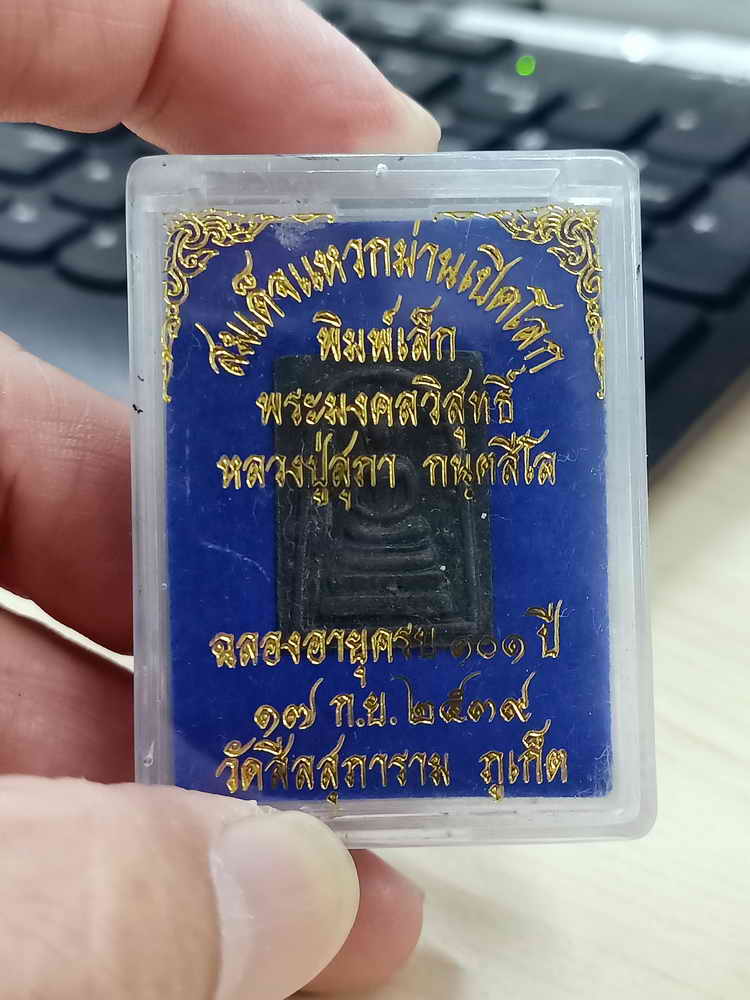 สมเด็จแหวกม่านเปิดโลก
พิมพ์เล็ก
พระมงคลวิสุทธิ์
หลวงปู่สุภา กนฺตสีโล
ฉลองอายุครบ ๑๐๑ ปี
๑๗ ก.ย. ๒๕๓๙
วัดสีลสุภาราม ภูเก็ต